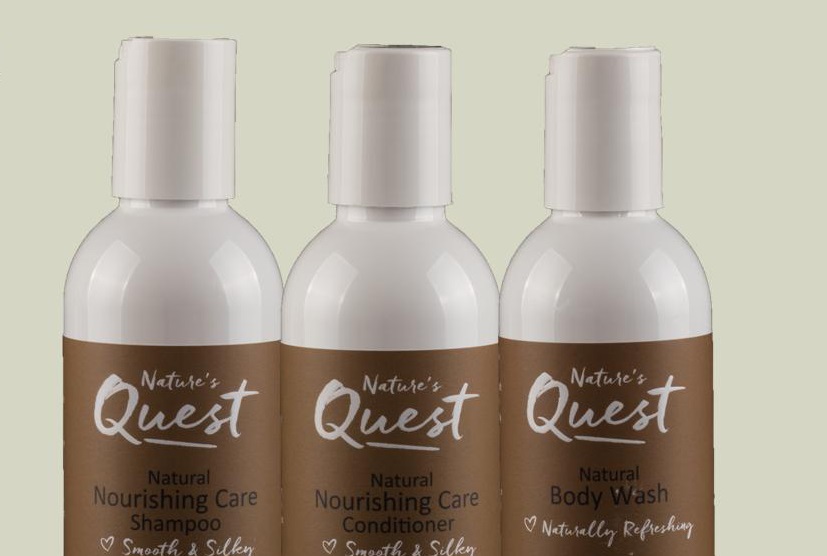 Nature's
Quest
Natural
Nourishing Care
Shampoo
♡ Smooth & Silky
Nature's
Quest
Natural
Nourishing Care
Conditioner
♡ Smooth & Silky
Nature's
Quest
Natural
Body Wash
♡ Naturally Refreshing